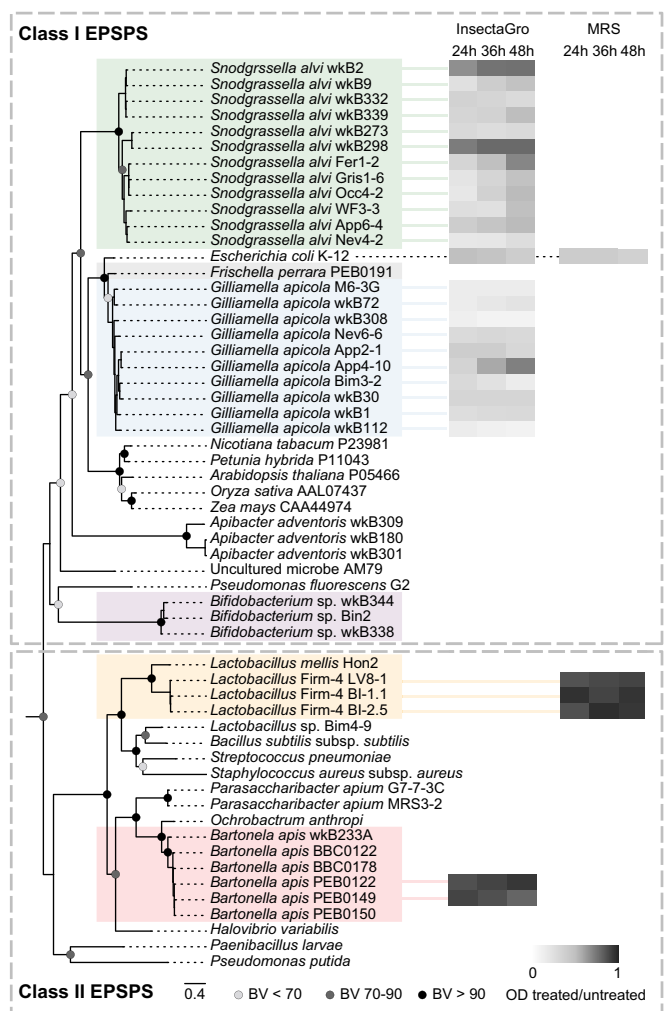 Class I EPSPS
InsectaGro MRS
24h 36h 48h 24h 36h 48h
Snodgrssella alvi wkB2
Snodgrassella alvi wkB9
Snodgrassella alvi wkB332
Snodgrassella alvi wkB339
Snodgrassella alvi wkB273
Snodgrassella alvi wkB298
Snodgrassella alvi Fer1-2
Snodgrassella alvi Gris1-6
Snodgrassella alvi Occ4-2
Snodgrassella alvi WF3-3
Snodgrassella alvi App6-4
Snodgrassella alvi Nev4-2
Escherichia coli K-12
Frischella perrara PEB0191
Gilliamella apicola M6-3G
Gilliamella apicola wkB72
Gilliamella apicola wkB308
Gilliamella apicola Nev6-6
Gilliamella apicola App2-1
Gilliamella apicola App4-10
Gilliamella apicola Bim3-2
Gilliamella apicola wkB30
Gilliamella apicola wkB1
Gilliamella apicola wkB112
Nicotiana tabacum P23981
Petunia hybrida P11043
Arabidopsis thaliana P05466
Oryza sativa AAL07437
Zea mays CAA44974
Apibacter adventoris wkB309
Apibacter adventoris wkB180
Apibacter adventoris wkB301
Uncultured microbe AM79
Pseudomonas fluorescens G2
Bifidobacterium sp. wkB344
Bifidobacterium sp. Bin2
Bifidobacterium sp. wkB338
Lactobacillus mellis Hon2
Lactobacillus Firm-4 LV8-1
Lactobacillus Firm-4 BI-1.1
Lactobacillus Firm-4 BI-2.5
Lactobacillus sp. Bim4-9
Bacillus subtilis subsp. subtilis
Streptococcus pneumoniae
Staphylococcus aureus subsp. aureus
Parasaccharibacter apium G7-7-3C
Parasaccharibacter apium MRS3-2
Ochrobactrum anthropi
Bartonella apis wkB233A
Bartonella apis BBC0122
Bartonella apis BBC0178
Bartonella apis PEB0122
Bartonella apis PEB0149
Bartonella apis PEB0150
Halovibrio variabilis
Paenibacillus larvae
Pseudomonas putida
0 1
Class II EPSPS 0.4 BV < 70 BV 70-90 BV > 90 OD treated/untreated